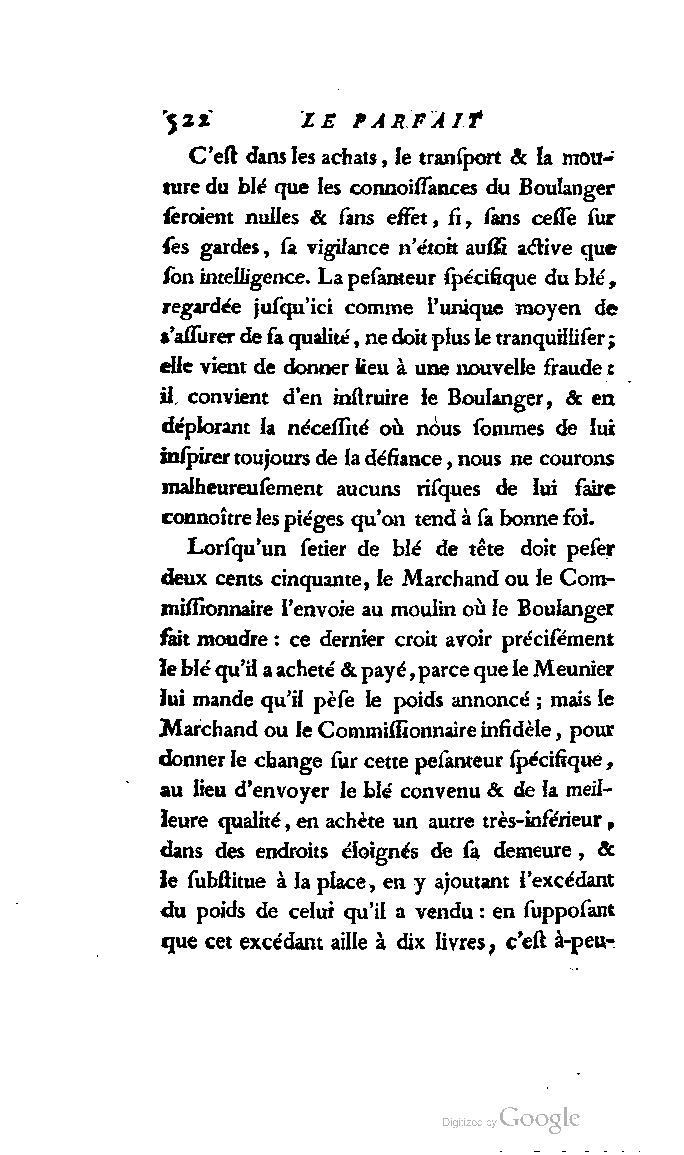 522 LE PARFAIT
C'eſt dans les achats, le tranſport & la mou-
ture du blé que les connoiſſances du Boulanger
ſeroient nulles & ſans effet, ſi, ſans ceſſe ſur
ſes gardes, ſa vigilance n'étoit auſſi active que
ſon intelligence. La peſanteur ſpécifique du blé,
regardée juſqu'ici comme l'unique moyen de
s'aſſurer de ſa qualité, ne doit plus le tranquilliſer;
elle vient de donner lieu à une nouvelle fraude:
il convient d'en inſtruire le Boulanger, & en
déplorant la néceſſité où nous ſommes de lui
inſpirer toujours de la défiance, nous ne courons
malheureuſement aucuns riſques de lui faire
connoître les piéges qu'on tend à ſa bonne foi.
Lorſqu'un ſetier de blé de tête doit peſer
deux cents cinquante, le Marchand ou le Com-
miſſionnaire l'envoie au moulin où le Boulanger
fait moudre: ce dernier croit avoir préciſément
le blé qu'il a acheté & payé, parce que le Meunier
lui mande qu'il pèſe le poids annoncé; mais le
Marchand ou le Commiſſionnaire infidèle, pour
donner le change ſur cette peſanteur ſpécifique,
au lieu d'envoyer le blé convenu & de la meil-
leure qualité, en achète un autre très-inférieur,
dans des endroits éloignés de ſa demeure, &
le ſubſtitue à la place, en y ajoutant l'excédant
du poids de celui qu'il a vendu: en ſuppoſant
que cet excédant aille à dix livres, c'eſt à-peu-
Digitized by Google